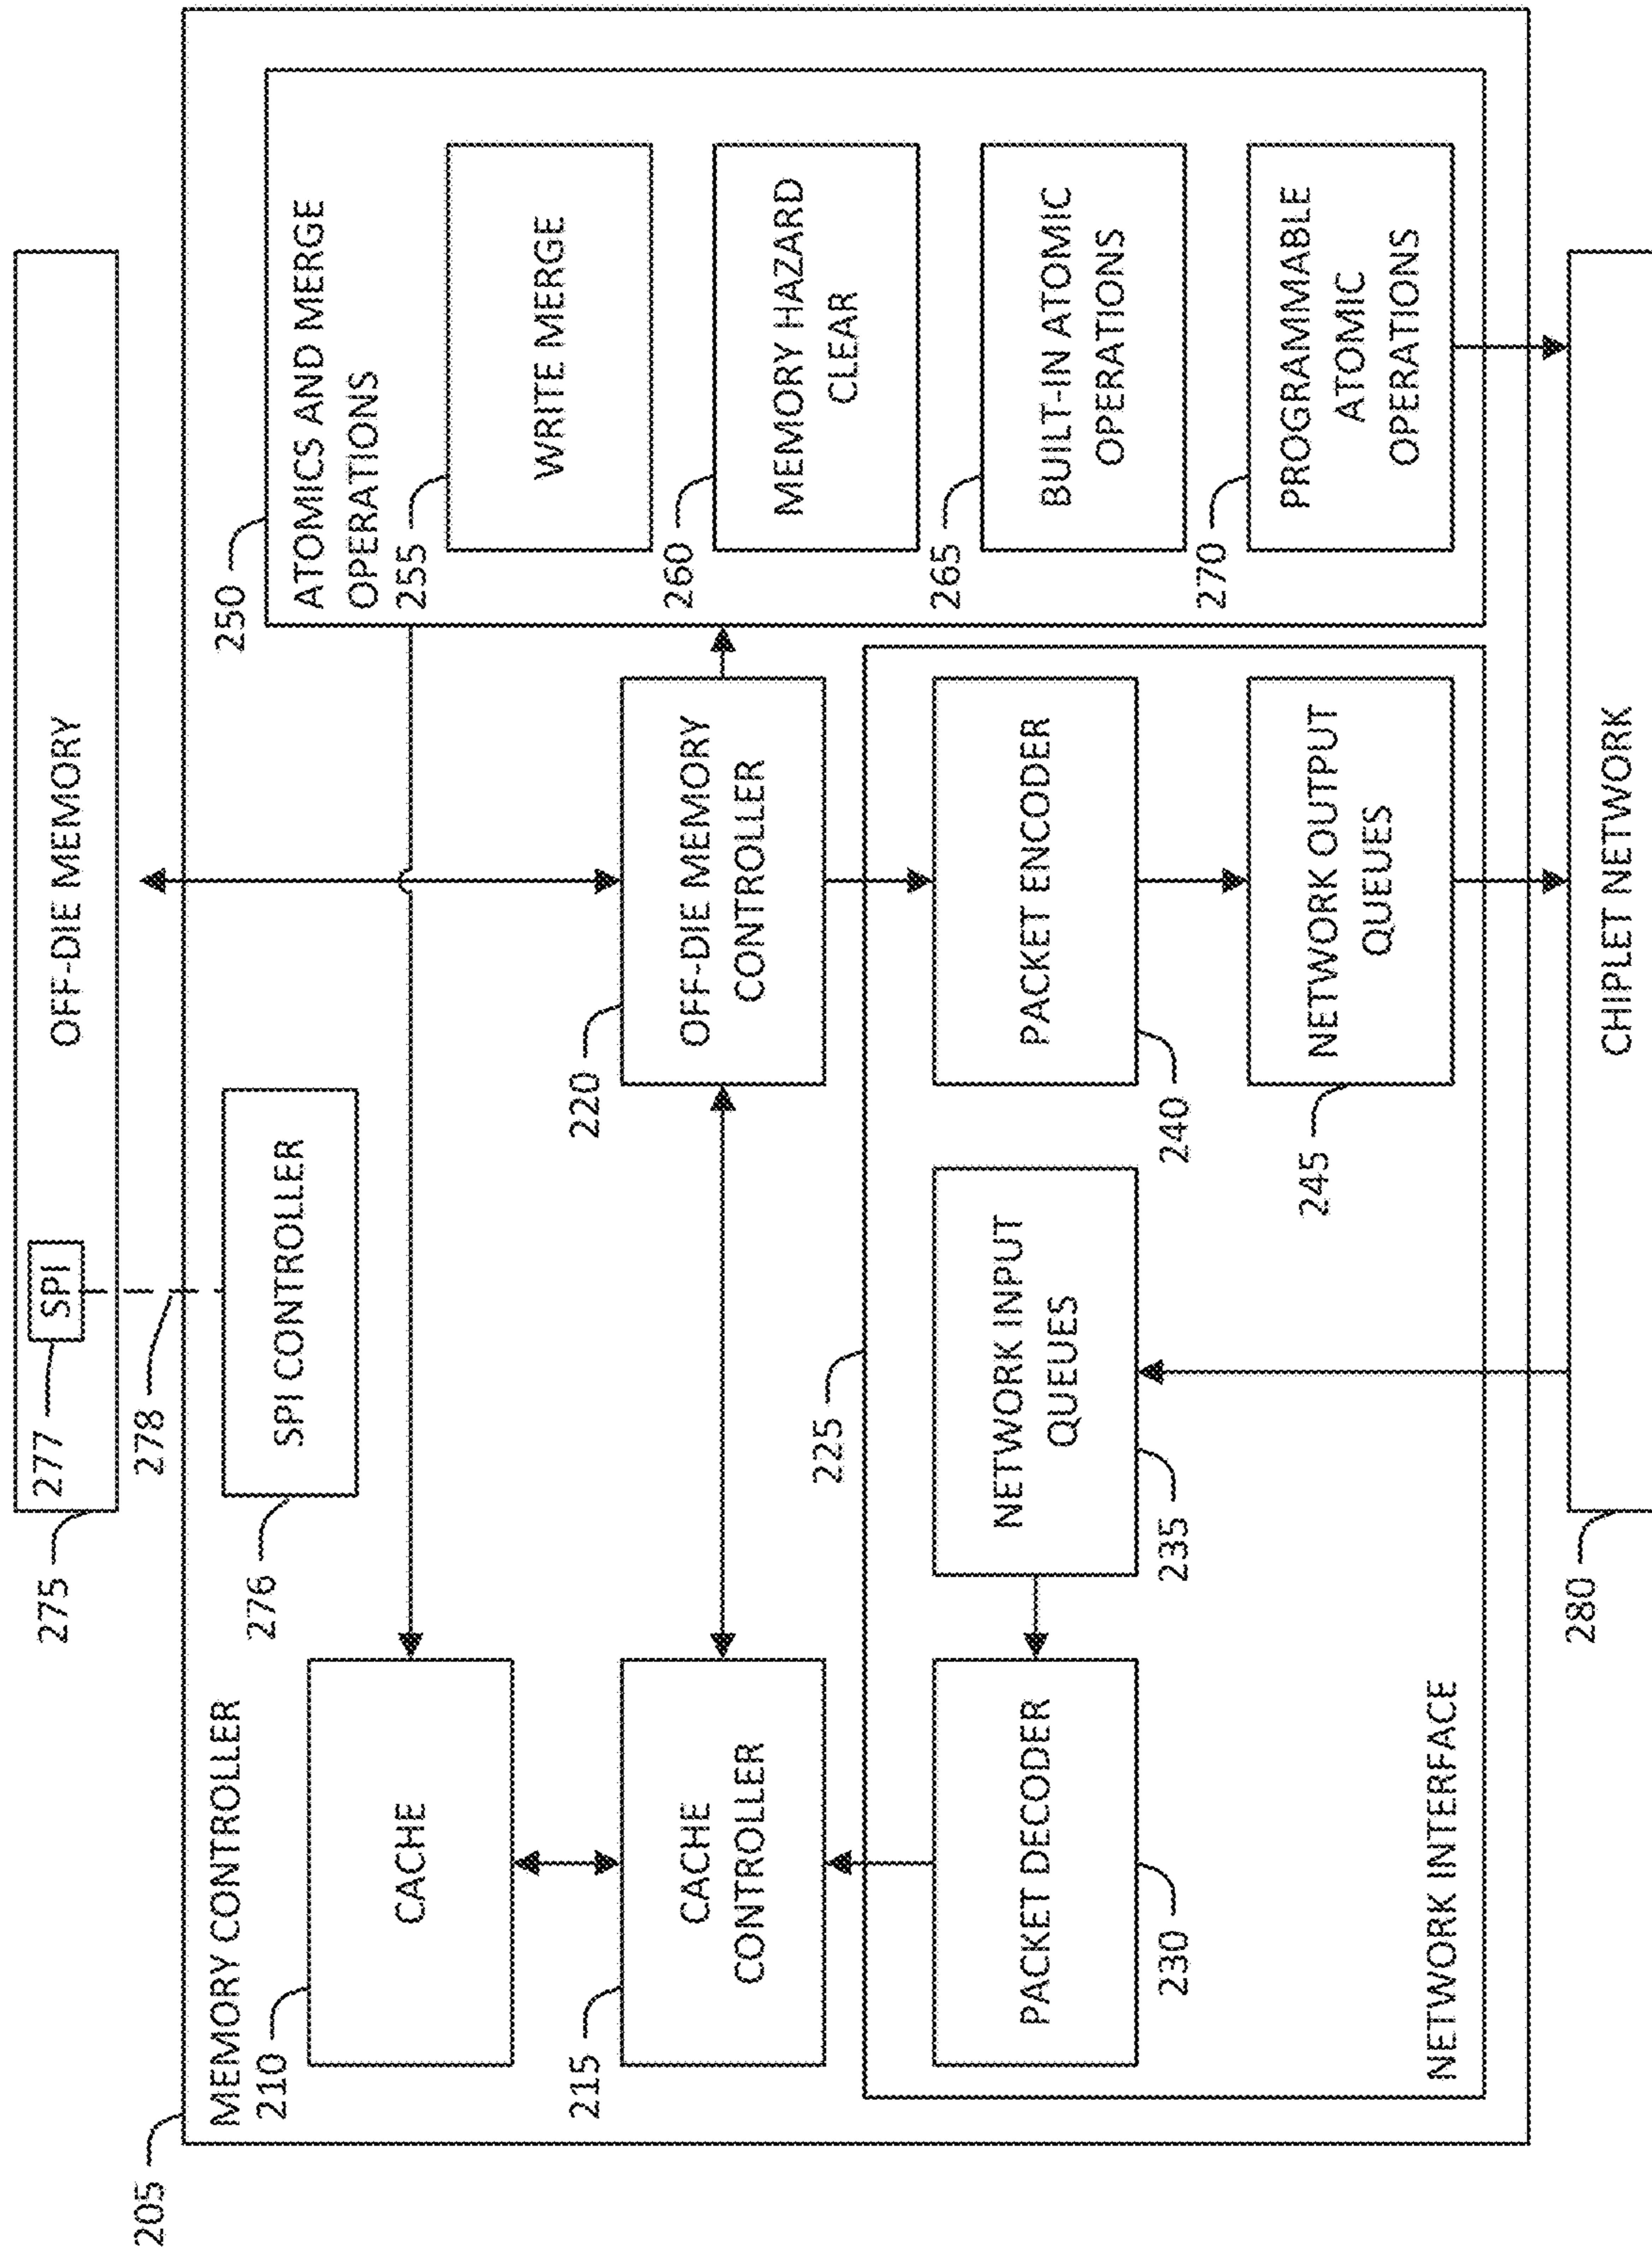 275
277
SPI
OFF-DIE MEMORY
278
205
MEMORY CONTROLLER
276
SPI CONTROLLER
210
CACHE
215
CACHE
CONTROLLER
220
OFF-DIE MEMORY
CONTROLLER
250
ATOMICS AND MERGE
OPERATIONS
255
WRITE MERGE
260
MEMORY HAZARD
CLEAR
265
BUILT-IN ATOMIC
OPERATIONS
270
PROGRAMMABLE
ATOMIC
OPERATIONS
225
PACKET DECODER
230
NETWORK INPUT
QUEUES
235
PACKET ENCODER
240
NETWORK OUTPUT
QUEUES
245
NETWORK INTERFACE
280
CHIPLET NETWORK